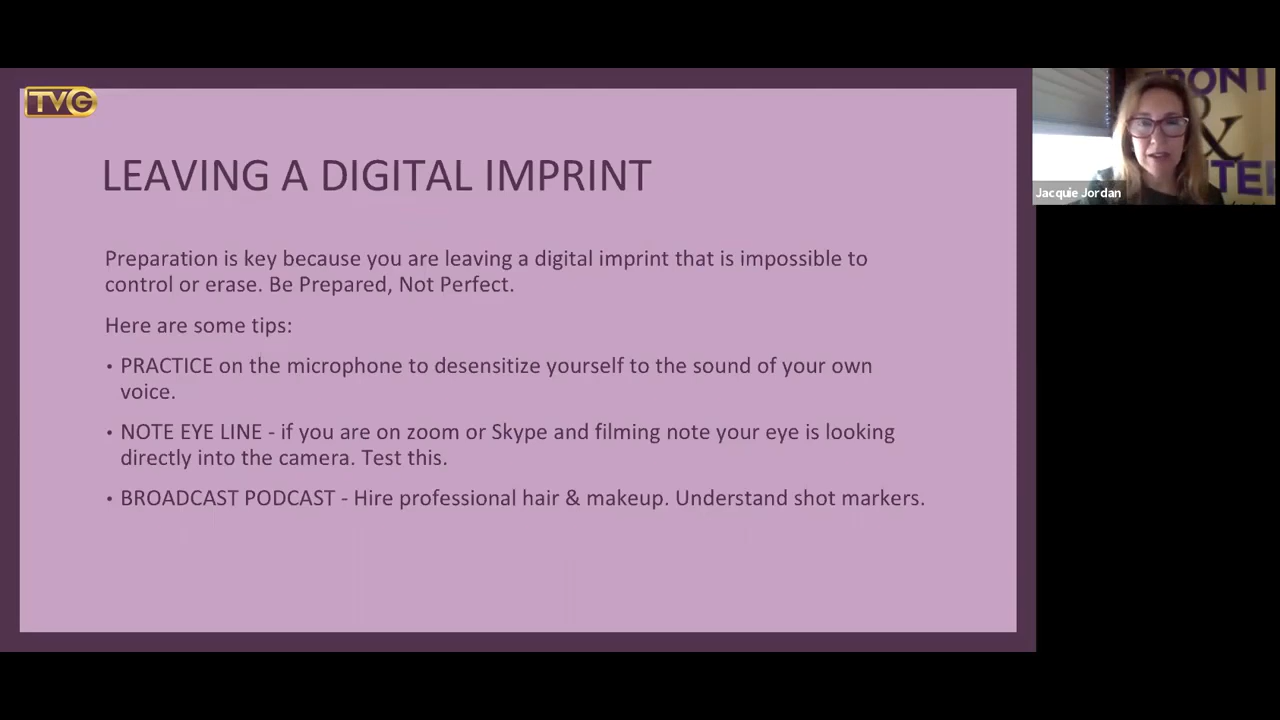 TVG
LEAVING A DIGITAL IMPRINT
Preparation is key because you are leaving a digital imprint that is impossible to
control or erase. Be Prepared, Not Perfect.
Here are some tips:
• PRACTICE on the microphone to desensitize yourself to the sound of your own
voice.
• NOTE EYE LINE - if you are on zoom or Skype and filming note your eye is looking
directly into the camera. Test this.
• BROADCAST PODCAST - Hire professional hair & makeup. Understand shot markers.
FRONT
&
Jacquie Jordan